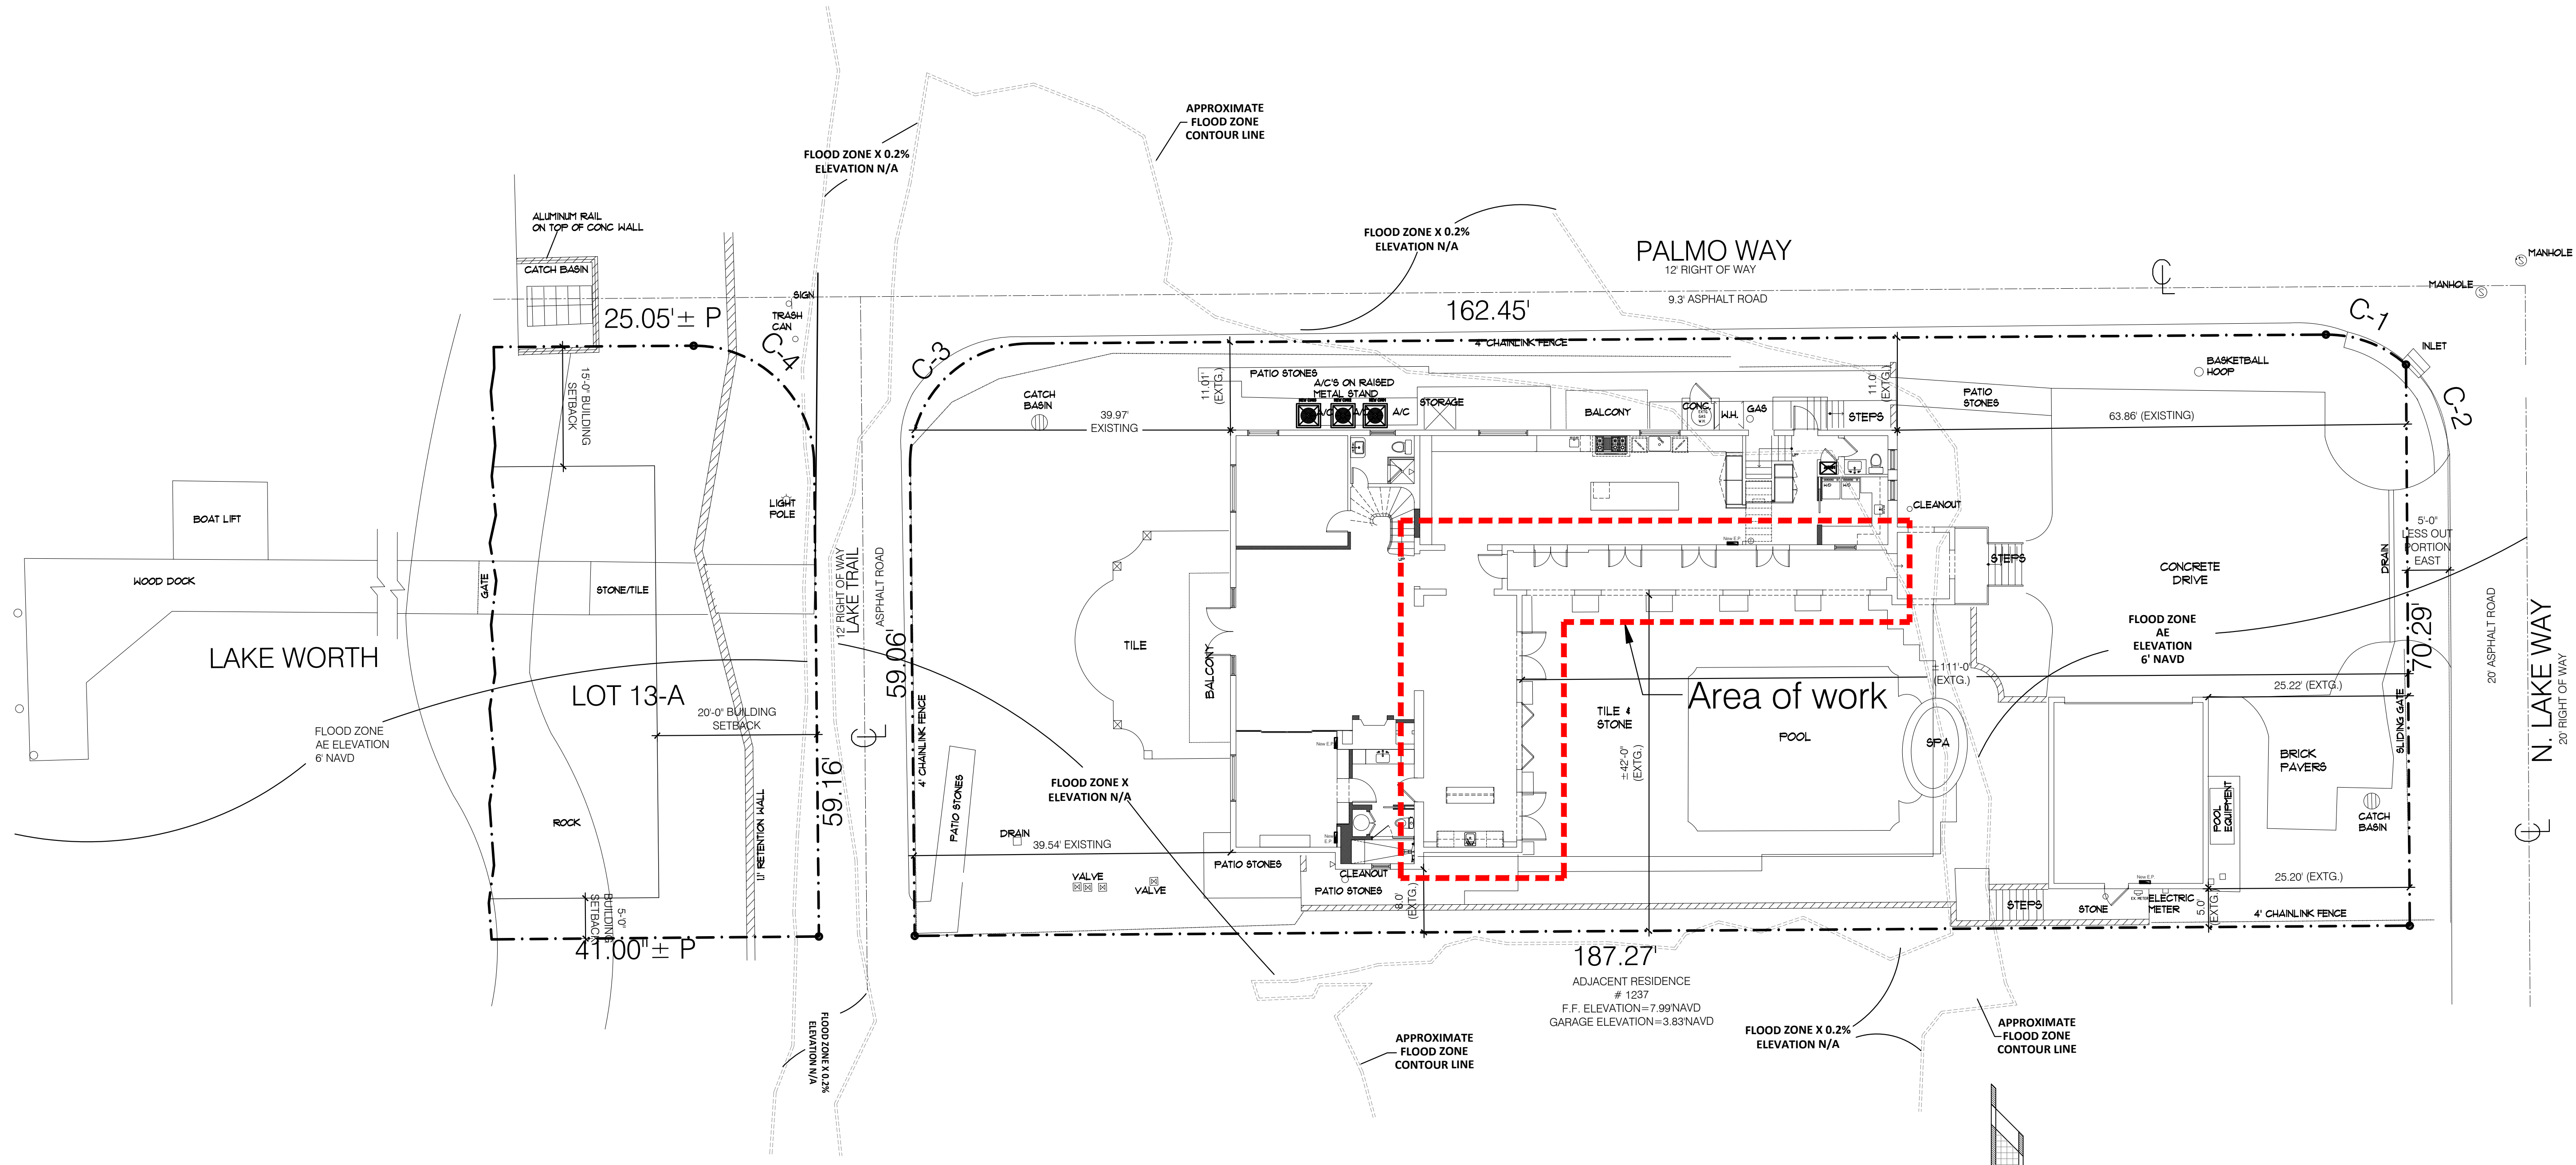 APPROXIMATE
FLOOD ZONE
CONTOUR LINE
FLOOD ZONE X 0.2%
ELEVATION N/A
ALUMINUM RAIL
ON TOP OF CONC WALL
CATCH BASIN
FLOOD ZONE X 0.2%
ELEVATION N/A
PALMO WAY
12' RIGHT OF WAY
9.3' ASPHALT ROAD
MANHOLE
MANHOLE
25.05'± P
SIGN
TRASH
CAN
C-4
C-3
162.45'
4' CHAINLINK FENCE
C-1
INLET
C-2
15'-0" BUILDING
SETBACK
CATCH
BASIN
39.97'
EXISTING
11.01'
(EXTG.)
PATIO STONES
A/C'S ON RAISED
METAL STAND
A/C
A/C
A/C
STORAGE
BALCONY
CONC.
W.H.
GAS
STEPS
11.0'
(EXTG.)
PATIO
STONES
BASKETBALL
HOOP
63.86' (EXISTING)
BOAT LIFT
LIGHT
POLE
WOOD DOCK
GATE
STONE/TILE
12' RIGHT OF WAY
LAKE TRAIL
ASPHALT ROAD
New E.P.
CLEANOUT
STEPS
CONCRETE
DRIVE
DRAIN
5'-0"
LESS OUT
PORTION
EAST
LAKE WORTH
LOT 13-A
20'-0" BUILDING
SETBACK
59.06'
59.16'
4' CHAINLINK FENCE
TILE
BALCONY
Area of work
TILE &
STONE
±42'-0"
(EXTG.)
POOL
SPA
±111'-0"
(EXTG.)
FLOOD ZONE
AE
ELEVATION
6' NAVD
70.29'
25.22' (EXTG.)
SLIDING GATE
20' ASPHALT ROAD
N. LAKE WAY
20' RIGHT OF WAY
FLOOD ZONE
AE ELEVATION
6' NAVD
ROCK
1.1' RETENTION WALL
PATIO STONES
FLOOD ZONE X
ELEVATION N/A
DRAIN
39.54' EXISTING
New E.P.
New
E.P.
PATIO STONES
CLEANOUT
PATIO STONES
VALVE
VALVE
8.0'
(EXTG.)
BRICK
PAVERS
POOL
EQUIPMENT
CATCH
BASIN
25.20' (EXTG.)
New E.P.
EX. METER
ELECTRIC
METER
STEPS
STONE
5.0'
(EXTG.)
4' CHAINLINK FENCE
5'-0"
BUILDING
SETBACK
41.00"± P
187.27'
ADJACENT RESIDENCE
# 1237
F.F. ELEVATION=7.99'NAVD
GARAGE ELEVATION=3.83'NAVD
FLOOD ZONE X 0.2%
ELEVATION N/A
APPROXIMATE
FLOOD ZONE
CONTOUR LINE
FLOOD ZONE X 0.2%
ELEVATION N/A
APPROXIMATE
FLOOD ZONE
CONTOUR LINE